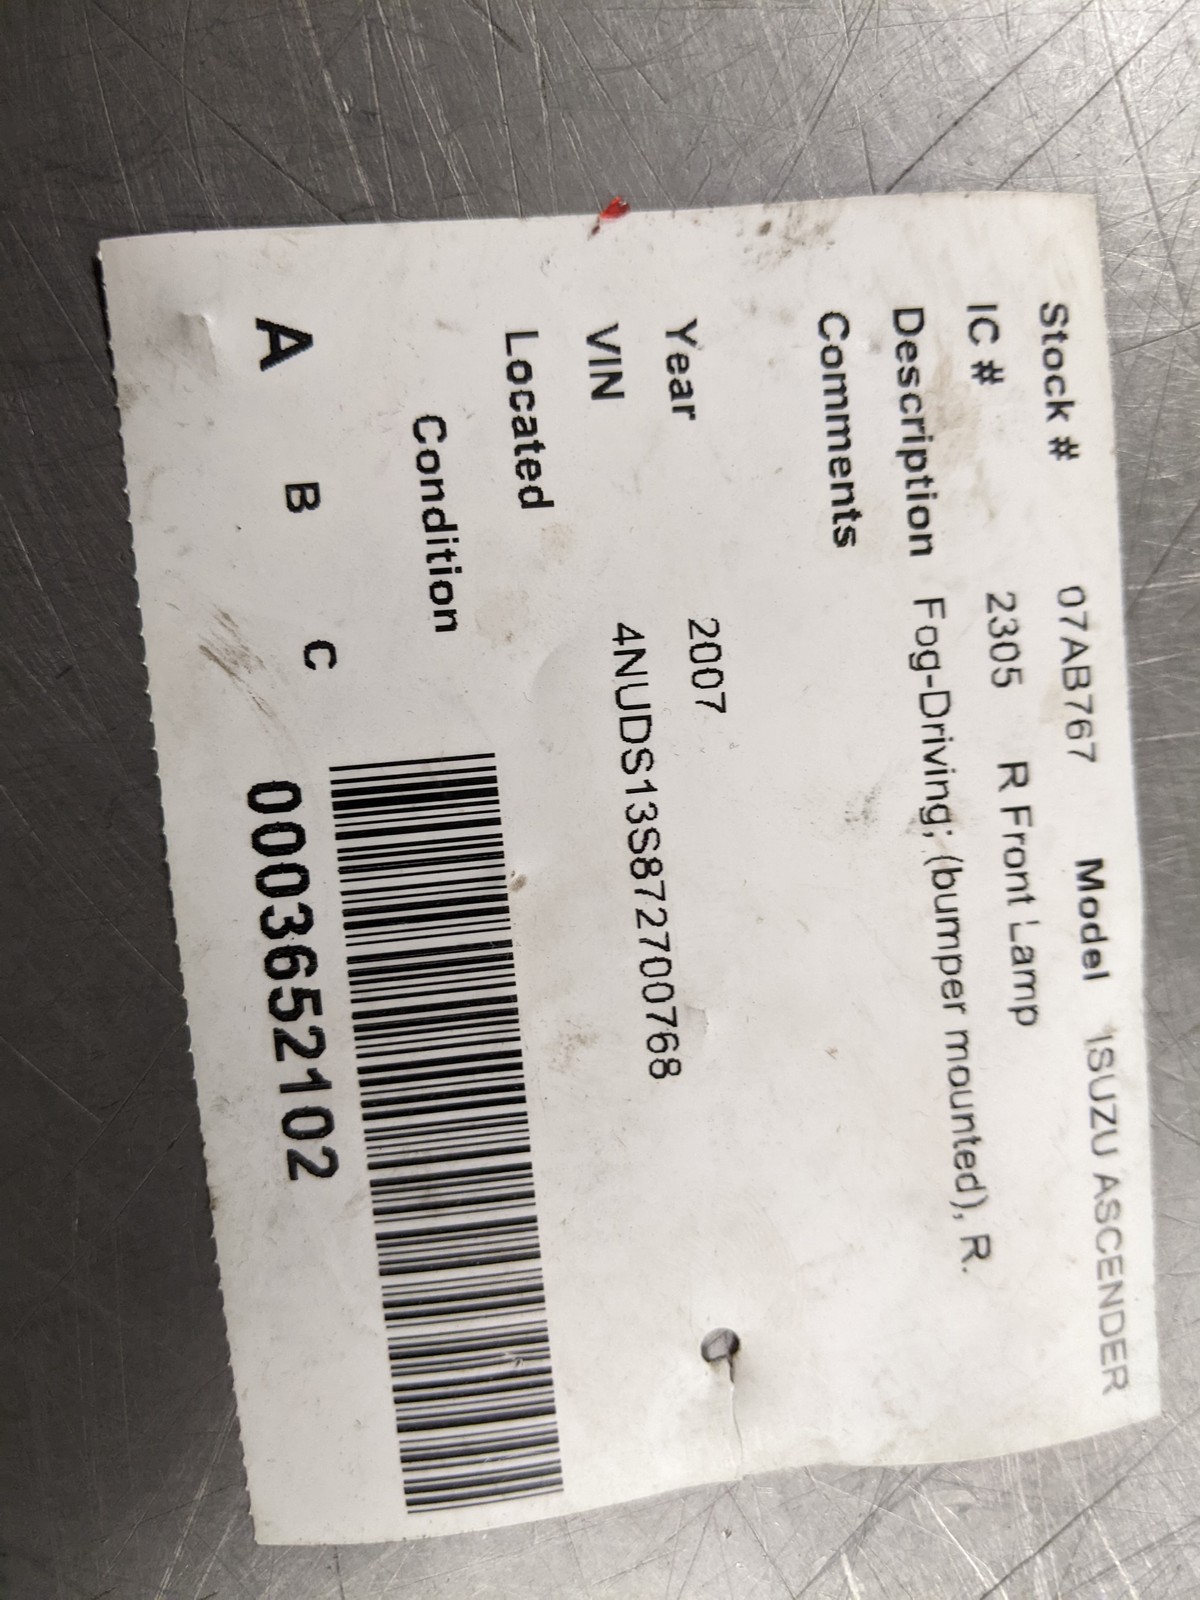 Stock # 07AB767 Model ISUZU ASCENDER
IC # 2305 R Front Lamp
Description Fog-Driving; (bumper mounted), R.
Comments
Year 2007
VIN 4NUDS13S872700768
Located
Condition
A B C
0003652102